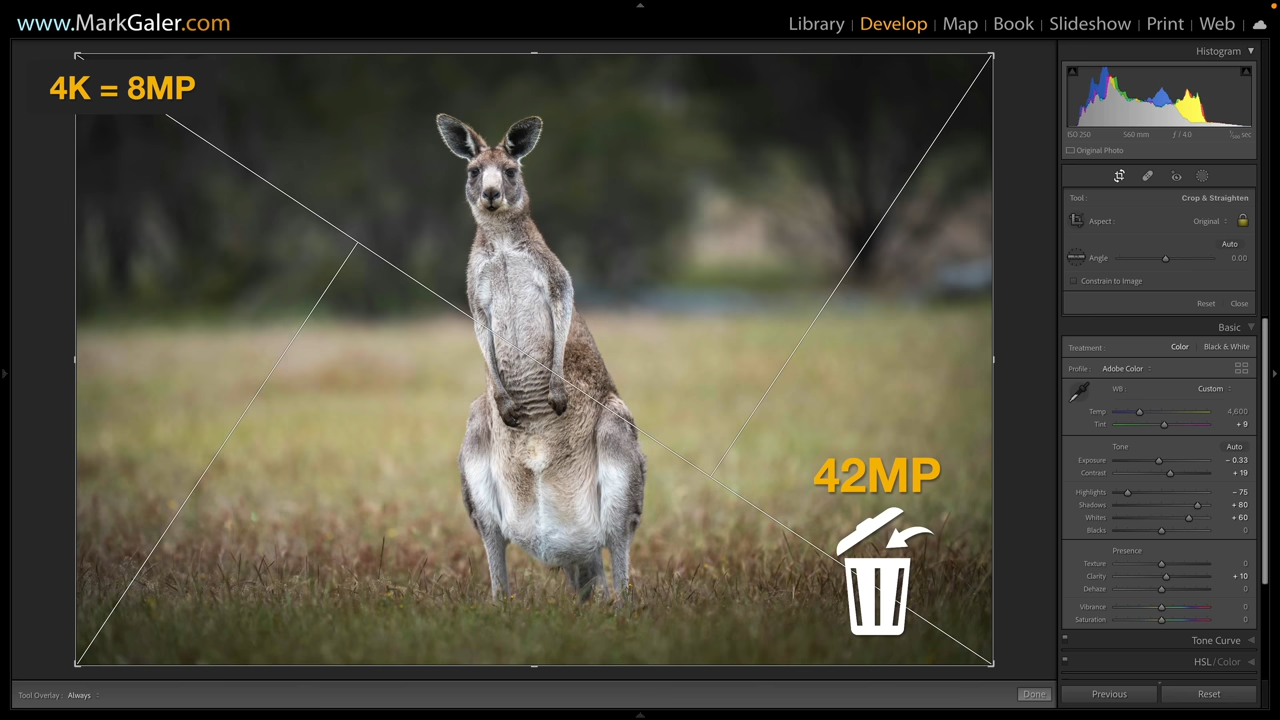 www.MarkGaler.com
Library | Develop | Map | Book | Slideshow | Print | Web
4K = 8MP
42MP
Histogram
ISO 250 560 mm ƒ / 4.0 sec
Original Photo
Tool : Crop & Straighten
Aspect : Original
Auto
Angle 0.00
Constrain to Image
Reset Close
Basic
Treatment : Color Black & White
Profile : Adobe Color
WB : Custom
Temp 4,600
Tint + 9
Tone Auto
Exposure − 0.33
Contrast + 19
Highlights − 75
Shadows + 80
Whites + 60
Blacks 0
Presence
Texture 0
Clarity + 10
Dehaze 0
Vibrance 0
Saturation 0
Tone Curve
HSL / Color
Tool Overlay : Always
Done
Previous Reset